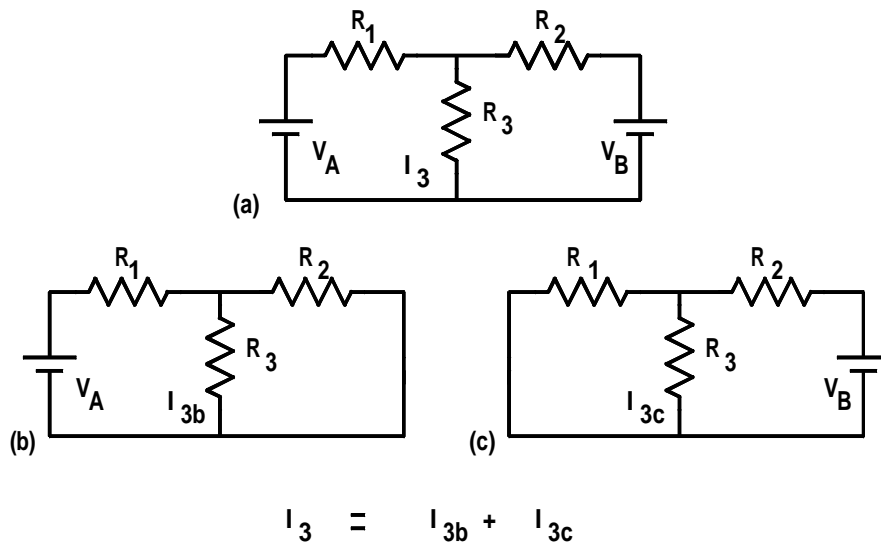 R1 R2
R3
VA I3 VB
(a)
R1 R2 R1 R2
R3 R3
VA I3b I3c VB
(b) (c)
I3 = I3b + I3c